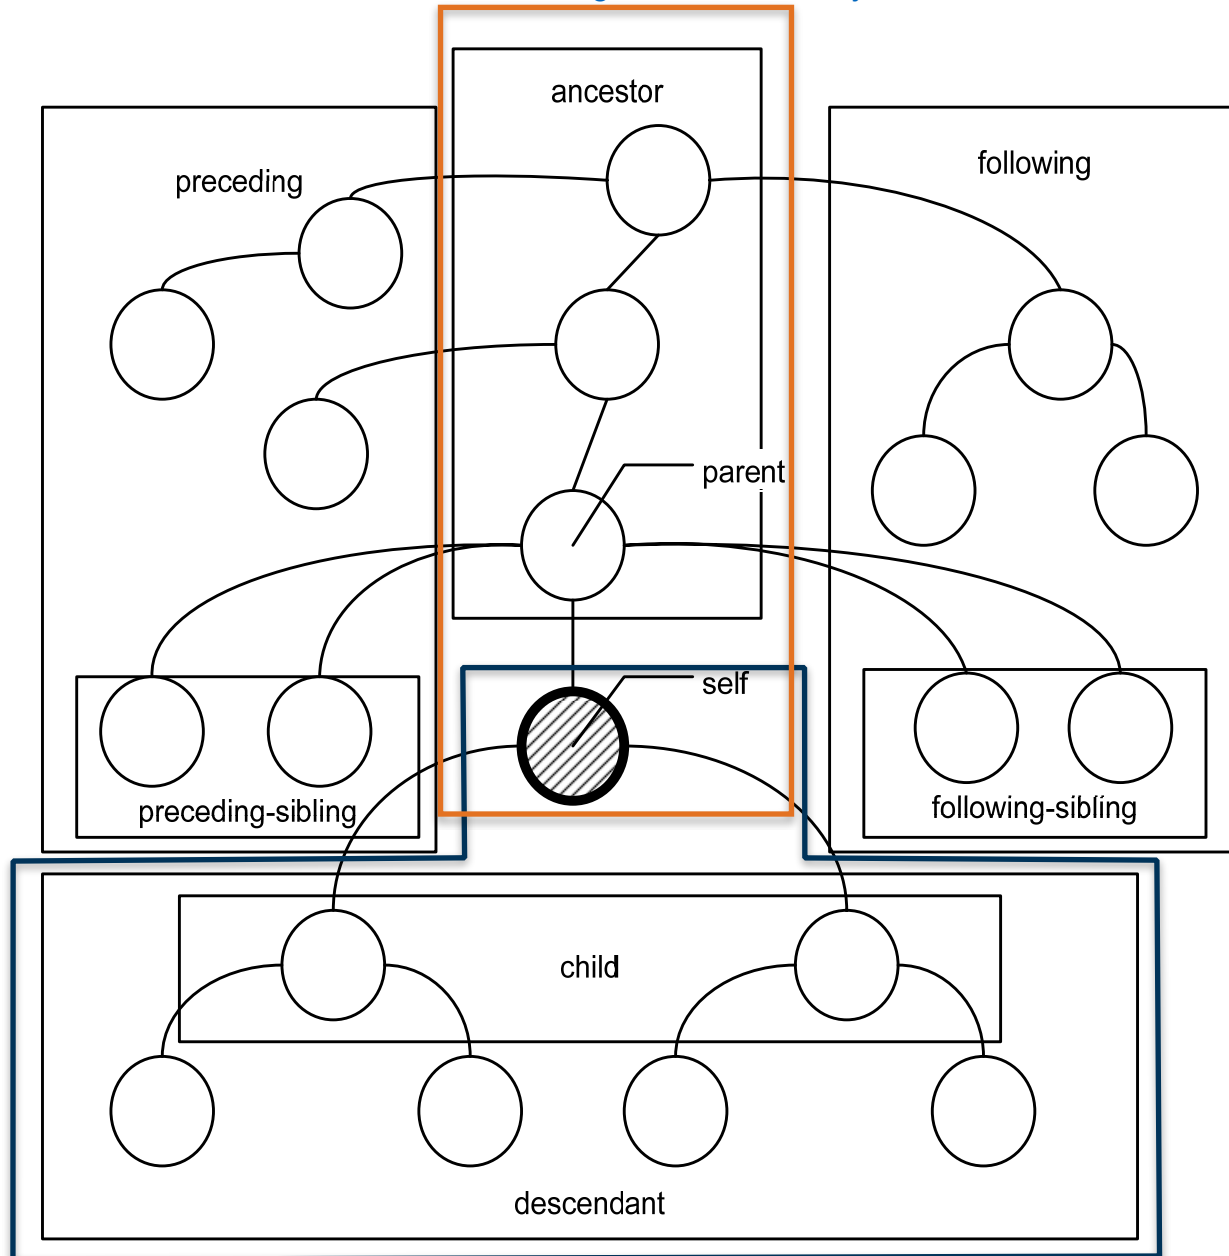 ancestor
preceding
following
parent
self
preceding-sibling
following-sibling
child
descendant